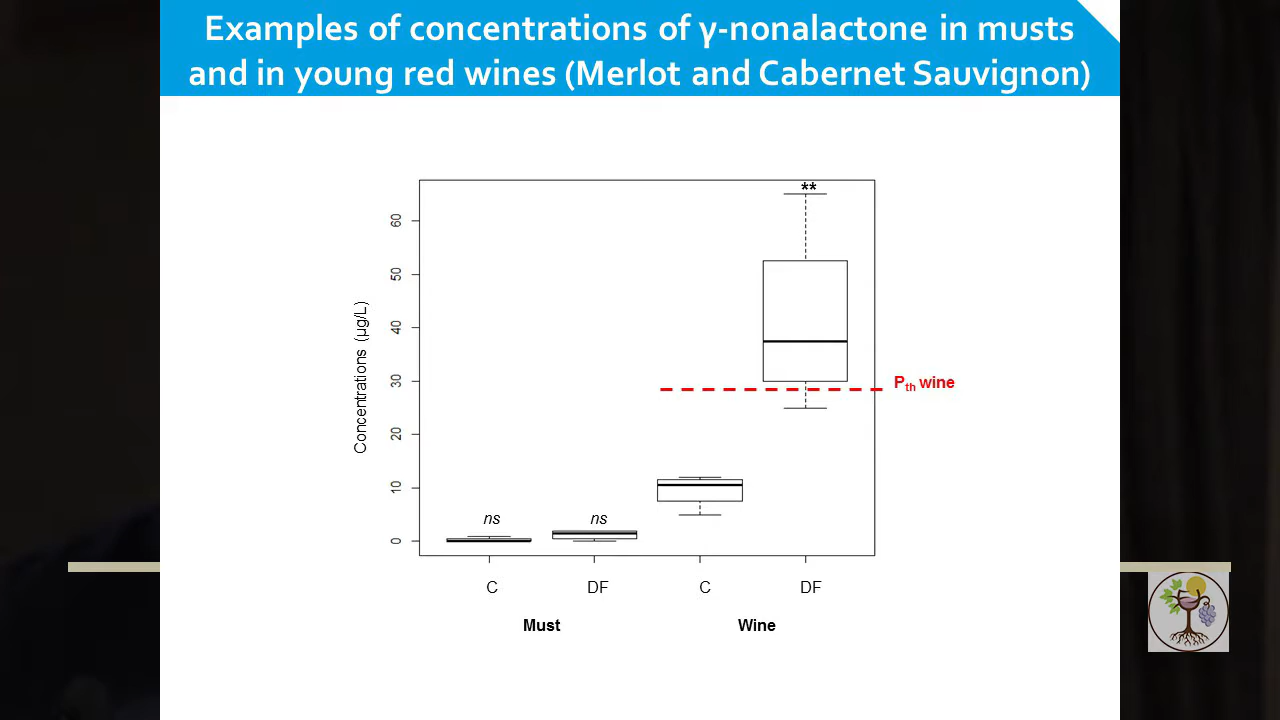 Examples of concentrations of γ-nonalactone in musts
and in young red wines (Merlot and Cabernet Sauvignon)
**
60
50
40
30
20
10
0
Concentrations (µg/L)
Pth wine
ns
ns
C
DF
C
DF
Must
Wine